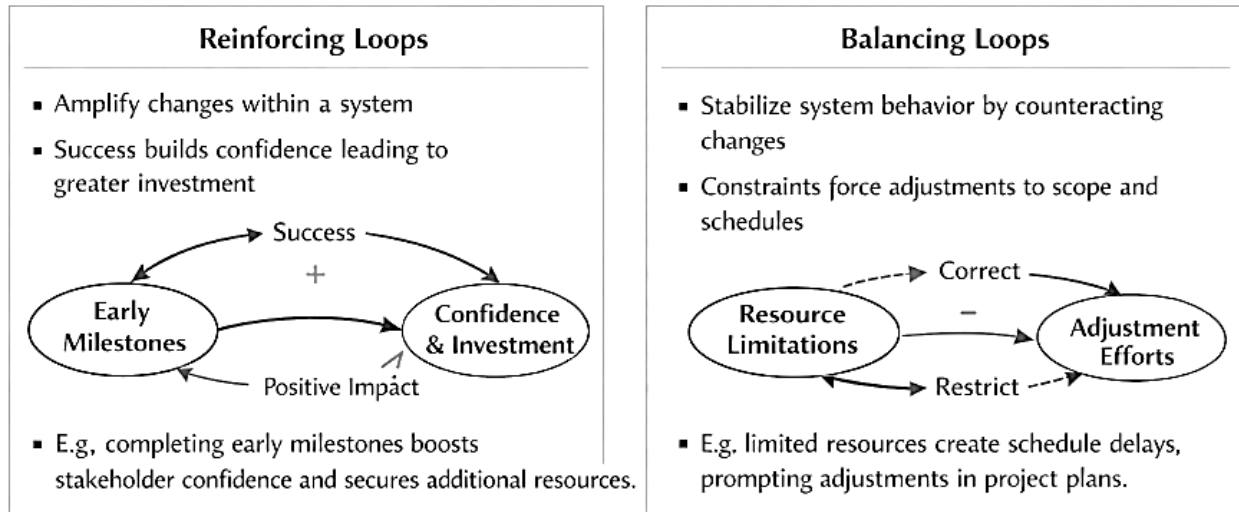 Reinforcing Loops
▪ Amplify changes within a system
▪ Success builds confidence leading to
greater investment
Success
+
Early
Milestones
Confidence
& Investment
Positive Impact
▪ E.g, completing early milestones boosts
stakeholder confidence and secures additional resources.
Balancing Loops
▪ Stabilize system behavior by counteracting
changes
▪ Constraints force adjustments to scope and
schedules
Correct
−
Resource
Limitations
Adjustment
Efforts
Restrict
▪ E.g. limited resources create schedule delays,
prompting adjustments in project plans.